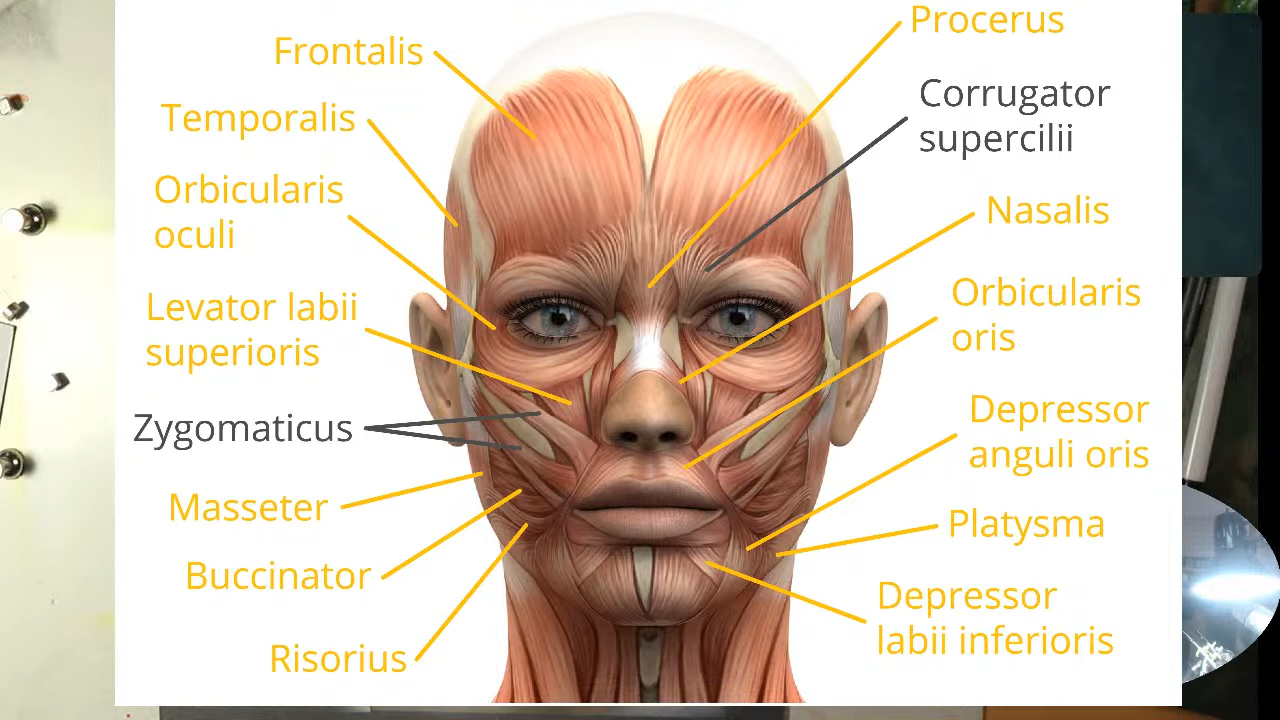 Frontalis
Temporalis
Orbicularis
oculi
Levator labii
superioris
Zygomaticus
Masseter
Buccinator
Risorius
Procerus
Corrugator
supercilii
Nasalis
Orbicularis
oris
Depressor
anguli oris
Platysma
Depressor
labii inferioris